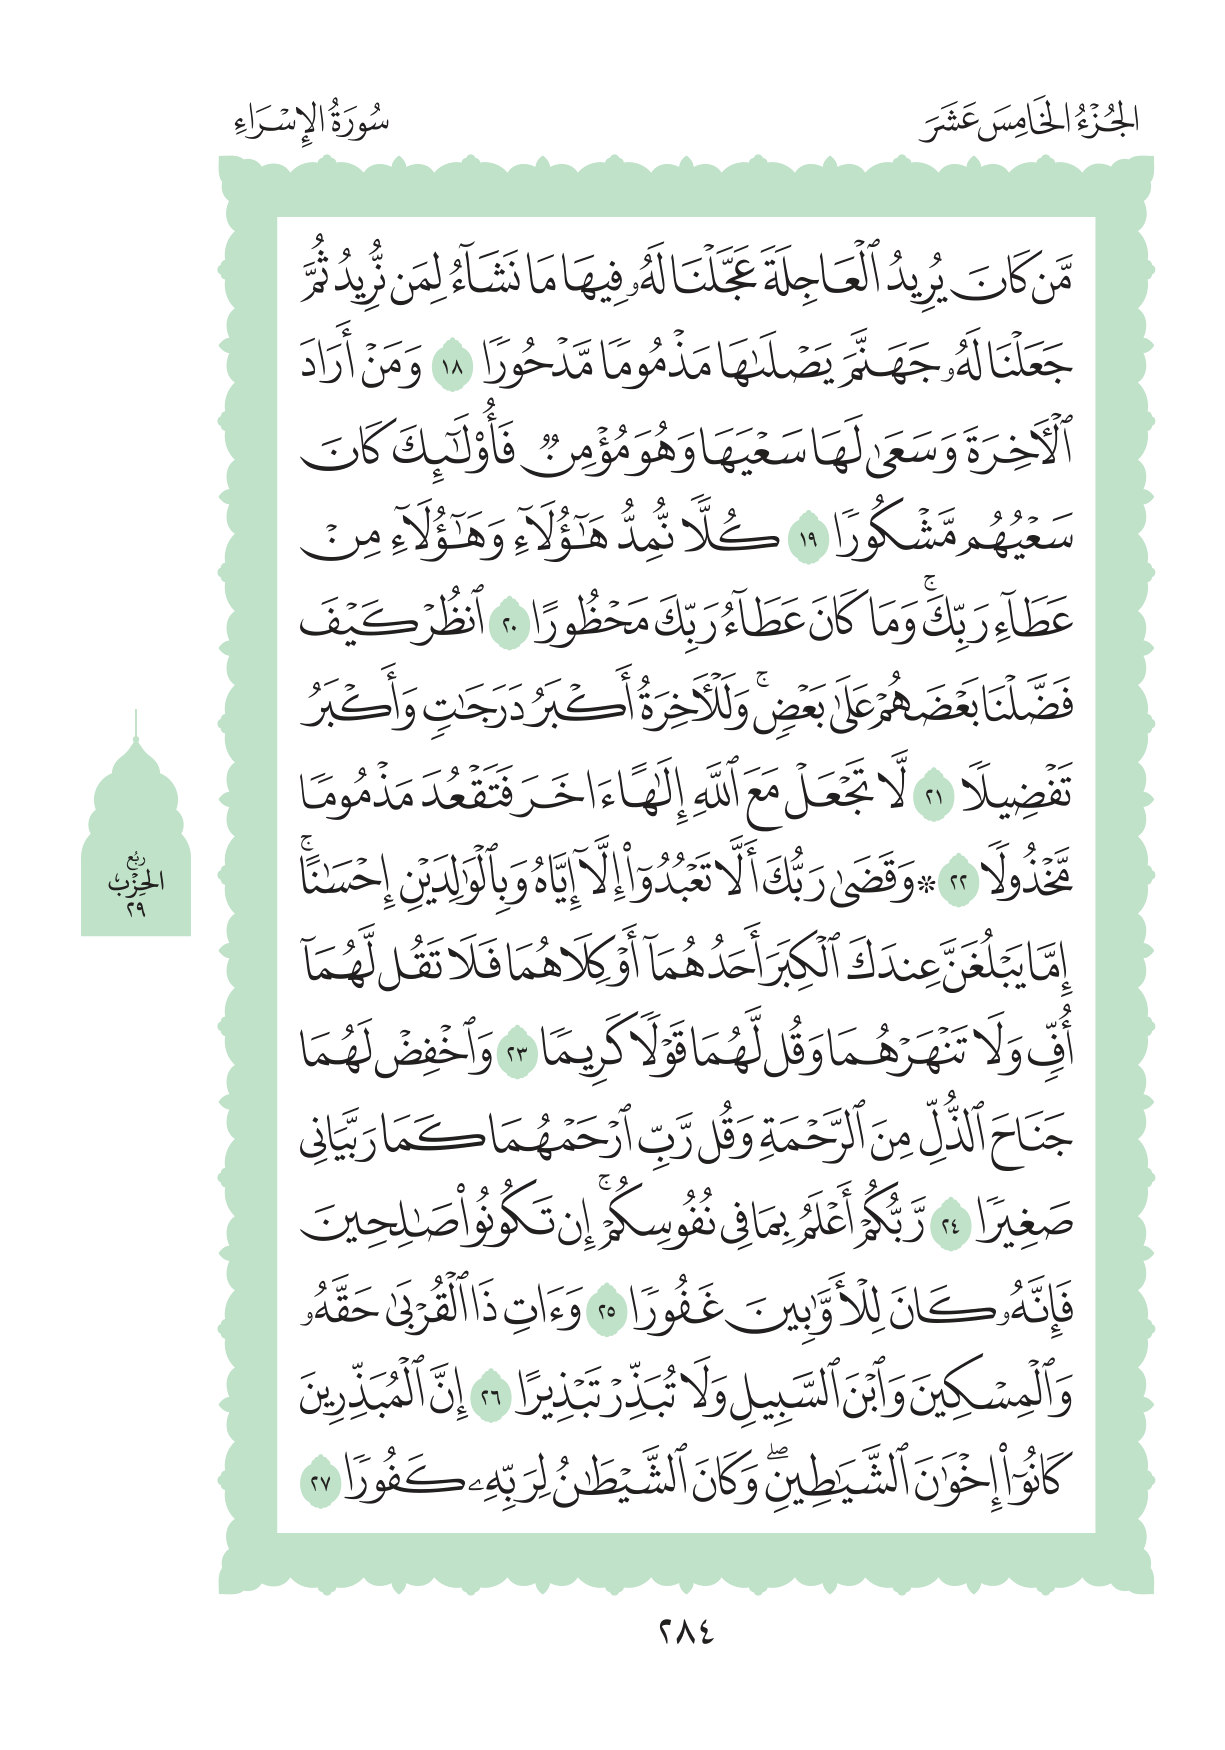 الجُزْءُ الخَامِسَ عَشَرَ
سُورَةُ الإِسْرَاءِ
مَّن كَانَ يُرِيدُ ٱلْعَاجِلَةَ عَجَّلْنَا لَهُۥ فِيهَا مَا نَشَآءُ لِمَن نُّرِيدُ ثُمَّ
جَعَلْنَا لَهُۥ جَهَنَّمَ يَصْلَىٰهَا مَذْمُومًا مَّدْحُورًا ١٨ وَمَنْ أَرَادَ
ٱلْأَخِرَةَ وَسَعَىٰ لَهَا سَعْيَهَا وَهُوَ مُؤْمِنٌ فَأُوْلَٰٓئِكَ كَانَ
سَعْيُهُم مَّشْكُورًا ١٩ كُلًّا نُّمِدُّ هَٰٓؤُلَآءِ وَهَٰٓؤُلَآءِ مِنْ
عَطَآءِ رَبِّكَۚ وَمَا كَانَ عَطَآءُ رَبِّكَ مَحْظُورًا ٢٠ ٱنظُرْ كَيْفَ
فَضَّلْنَا بَعْضَهُمْ عَلَىٰ بَعْضٍۚ وَلَلْأَخِرَةُ أَكْبَرُ دَرَجَٰتٍ وَأَكْبَرُ
تَفْضِيلًا ٢١ لَّا تَجْعَلْ مَعَ ٱللَّهِ إِلَٰهًا ءَاخَرَ فَتَقْعُدَ مَذْمُومًا
مَّخْذُولًا ٢٢ ۞ وَقَضَىٰ رَبُّكَ أَلَّا تَعْبُدُوٓا۟ إِلَّآ إِيَّاهُ وَبِٱلْوَٰلِدَيْنِ إِحْسَٰنًاۚ
إِمَّا يَبْلُغَنَّ عِندَكَ ٱلْكِبَرَ أَحَدُهُمَآ أَوْ كِلَاهُمَا فَلَا تَقُل لَّهُمَآ
أُفٍّ وَلَا تَنْهَرْهُمَا وَقُل لَّهُمَا قَوْلًا كَرِيمًا ٢٣ وَٱخْفِضْ لَهُمَا
جَنَاحَ ٱلذُّلِّ مِنَ ٱلرَّحْمَةِ وَقُل رَّبِّ ٱرْحَمْهُمَا كَمَا رَبَّيَانِى
صَغِيرًا ٢٤ رَّبُّكُمْ أَعْلَمُ بِمَا فِى نُفُوسِكُمْۚ إِن تَكُونُوا۟ صَٰلِحِينَ
فَإِنَّهُۥ كَانَ لِلْأَوَّٰبِينَ غَفُورًا ٢٥ وَءَاتِ ذَا ٱلْقُرْبَىٰ حَقَّهُۥ
وَٱلْمِسْكِينَ وَٱبْنَ ٱلسَّبِيلِ وَلَا تُبَذِّرْ تَبْذِيرًا ٢٦ إِنَّ ٱلْمُبَذِّرِينَ
كَانُوٓا۟ إِخْوَٰنَ ٱلشَّيَٰطِينِۖ وَكَانَ ٱلشَّيْطَٰنُ لِرَبِّهِۦ كَفُورًا ٢٧
رُبْع
الحِزْب
٢٩
٢٨٤